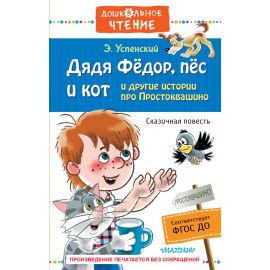 ДОШКОЛЬНОЕ
ЧТЕНИЕ
Э. Успенский
Дядя Фёдор, пёс
и кот
и другие истории
про Простоквашино
Сказочная повесть
ПРОСТОКВАШИНО
Соответствует
ФГОС ДО
МАЛЫШ
ПРОИЗВЕДЕНИЕ ПЕЧАТАЕТСЯ БЕЗ СОКРАЩЕНИЙ